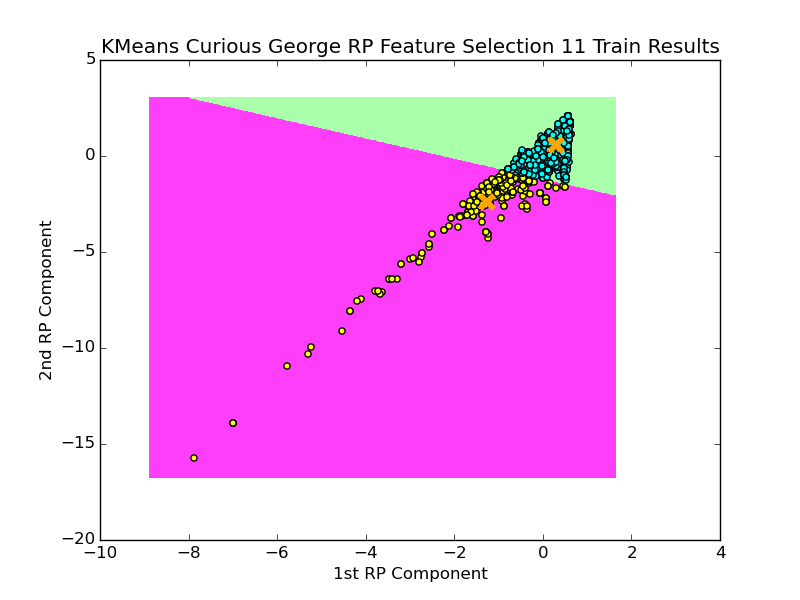 KMeans Curious George RP Feature Selection 11 Train Results
5
0
−5
−10
−15
−20
2nd RP Component
−10 −8 −6 −4 −2 0 2 4
1st RP Component